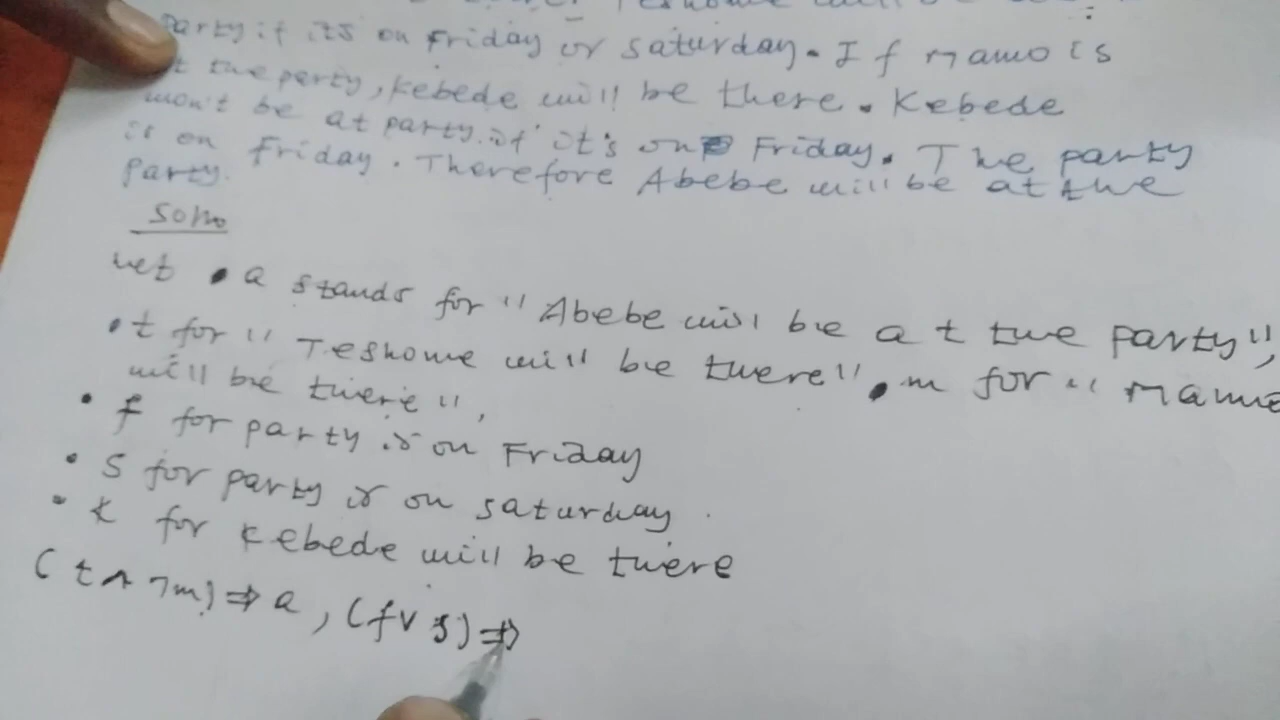 Party if its on Friday or saturday. If mamo is
the party, kebede will be there. Kebede
won't be at party if it's on Friday. The party
is on Friday. Therefore Abebe will be at the
Party.
soln
Let • a stands for "Abebe will be at the party",
• t for "Teshome will be there" • m for "mamo
will be there",
• f for party is on Friday
• S for party is on saturday.
• k for kebede will be there
(t∧¬m)⇒a, (f∨s)⇒